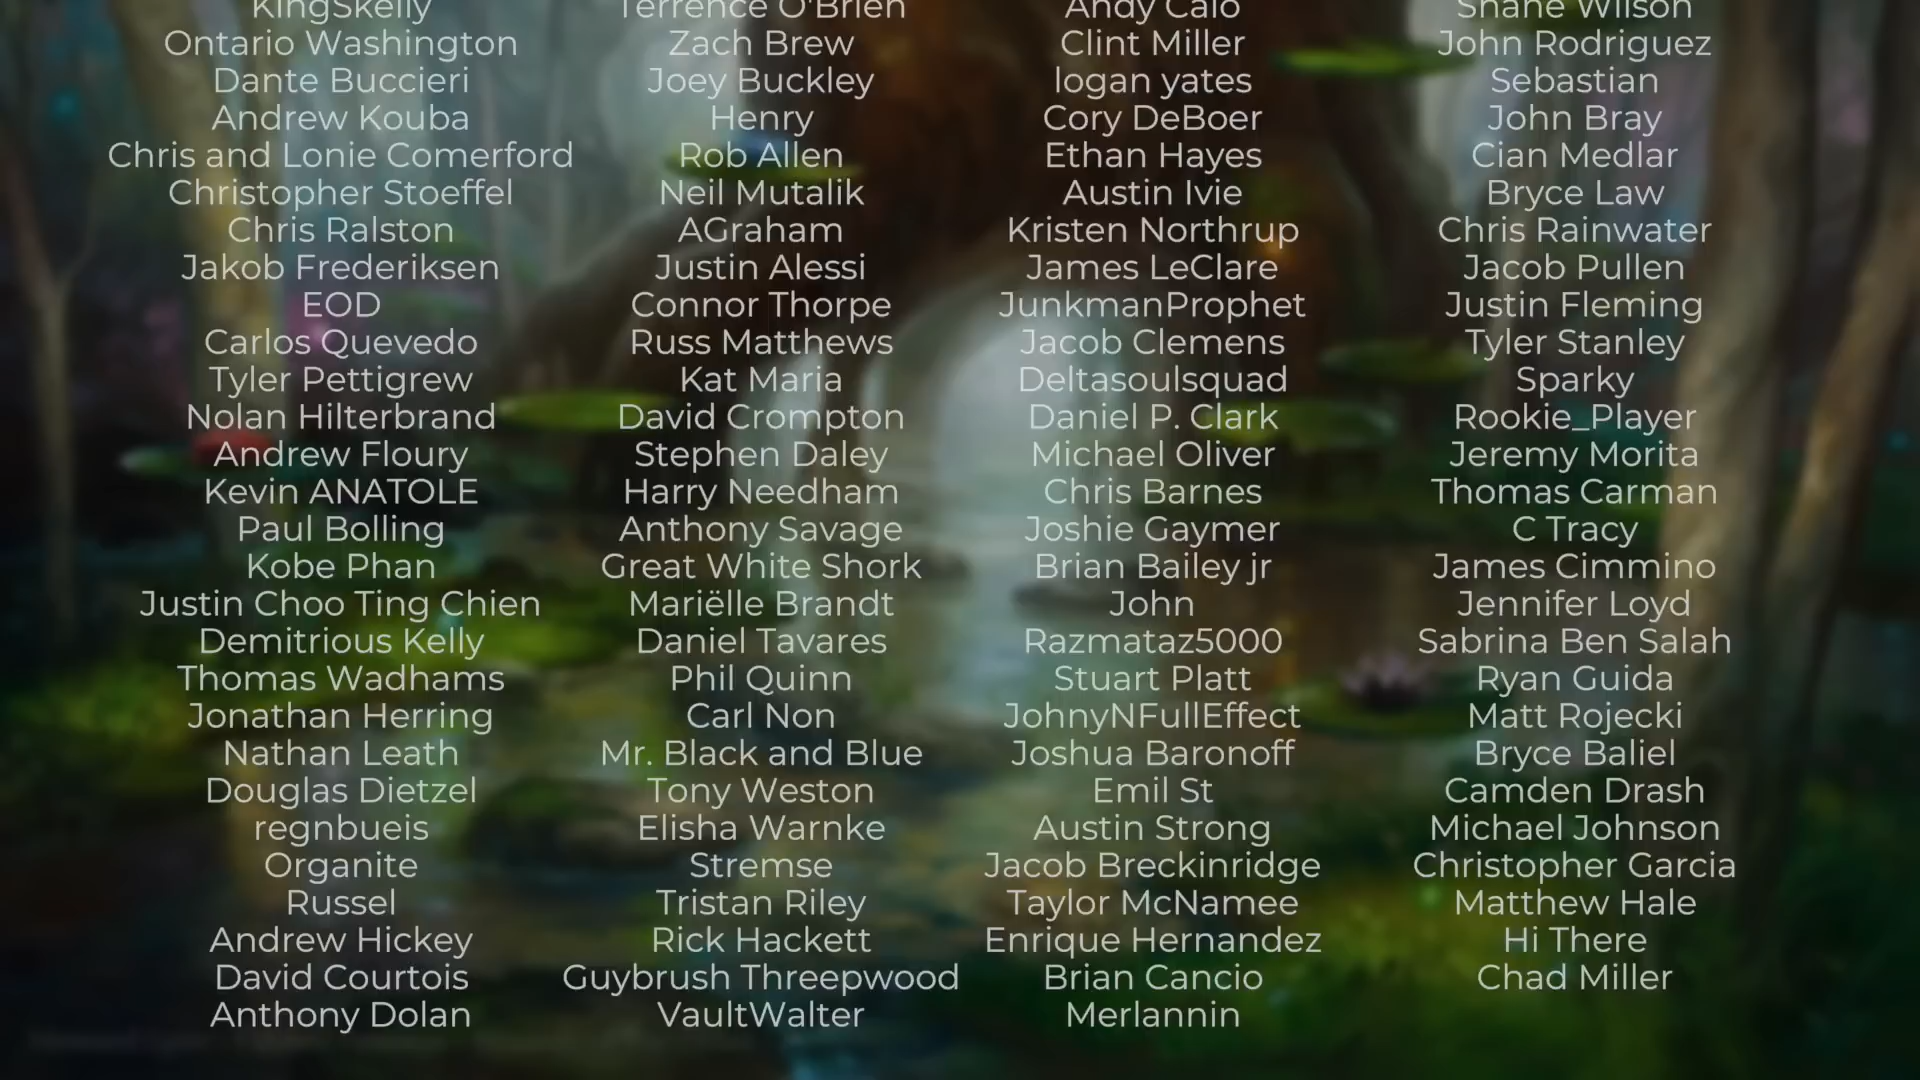 KingSkelly
Ontario Washington
Dante Buccieri
Andrew Kouba
Chris and Lonie Comerford
Christopher Stoeffel
Chris Ralston
Jakob Frederiksen
EOD
Carlos Quevedo
Tyler Pettigrew
Nolan Hilterbrand
Andrew Floury
Kevin ANATOLE
Paul Bolling
Kobe Phan
Justin Choo Ting Chien
Demitrious Kelly
Thomas Wadhams
Jonathan Herring
Nathan Leath
Douglas Dietzel
regnbueis
Organite
Russel
Andrew Hickey
David Courtois
Anthony Dolan
Terrence O'Brien
Zach Brew
Joey Buckley
Henry
Rob Allen
Neil Mutalik
AGraham
Justin Alessi
Connor Thorpe
Russ Matthews
Kat Maria
David Crompton
Stephen Daley
Harry Needham
Anthony Savage
Great White Shork
Mariëlle Brandt
Daniel Tavares
Phil Quinn
Carl Non
Mr. Black and Blue
Tony Weston
Elisha Warnke
Stremse
Tristan Riley
Rick Hackett
Guybrush Threepwood
VaultWalter
Andy Calo
Clint Miller
logan yates
Cory DeBoer
Ethan Hayes
Austin Ivie
Kristen Northrup
James LeClare
JunkmanProphet
Jacob Clemens
Deltasoulsquad
Daniel P. Clark
Michael Oliver
Chris Barnes
Joshie Gaymer
Brian Bailey jr
John
Razmataz5000
Stuart Platt
JohnyNFullEffect
Joshua Baronoff
Emil St
Austin Strong
Jacob Breckinridge
Taylor McNamee
Enrique Hernandez
Brian Cancio
Merlannin
Shane Wilson
John Rodriguez
Sebastian
John Bray
Cian Medlar
Bryce Law
Chris Rainwater
Jacob Pullen
Justin Fleming
Tyler Stanley
Sparky
Rookie_Player
Jeremy Morita
Thomas Carman
C Tracy
James Cimmino
Jennifer Loyd
Sabrina Ben Salah
Ryan Guida
Matt Rojecki
Bryce Baliel
Camden Drash
Michael Johnson
Christopher Garcia
Matthew Hale
Hi There
Chad Miller